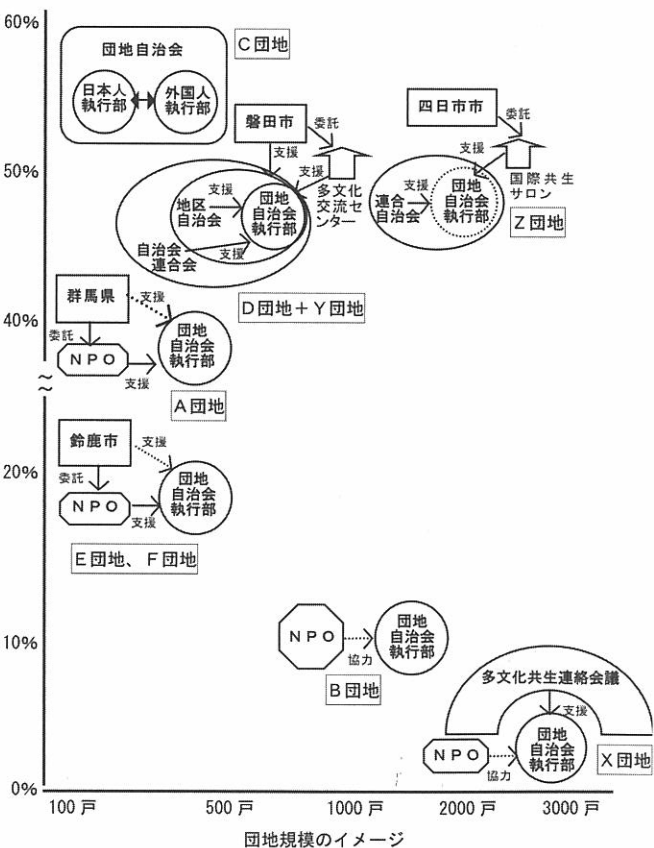 60%
団地自治会
日本人
執行部
外国人
執行部
C団地
磐田市
委託
支援
四日市市
委託
支援
50%
国際共生
サロン
Z団地
連合
自治会
支援
団地
自治会
執行部
地区
自治会
支援
団地
自治会
執行部
支援
多文化
交流セ
ンター
自治会
連合会
支援
D団地+Y団地
群馬県
支援
40%
委託
NPO
支援
団地
自治会
執行部
A団地
鈴鹿市
支援
20%
委託
NPO
支援
団地
自治会
執行部
E団地、F団地
10%
NPO
協力
団地
自治会
執行部
B団地
多文化共生連絡会議
支援
NPO
協力
団地
自治会
執行部
X団地
0%
100戸
500戸
1000戸
2000戸
3000戸
団地規模のイメージ